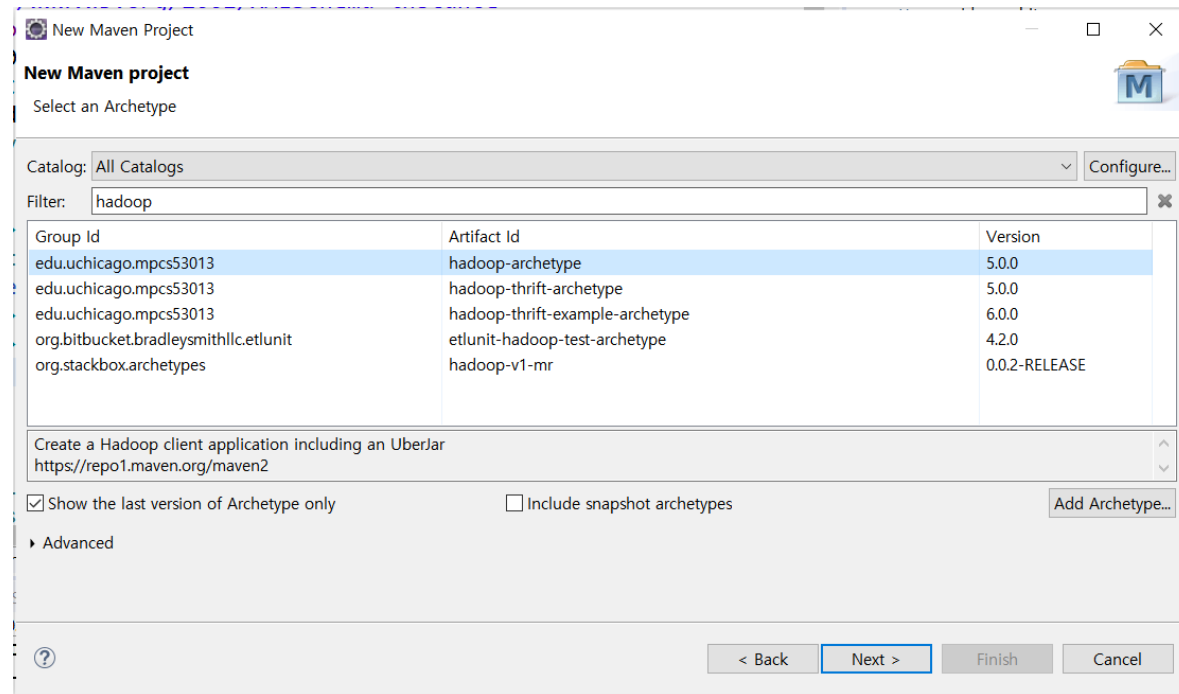 New Maven Project
New Maven project
Select an Archetype
M
Catalog: All Catalogs Configure...
Filter: hadoop
Group Id Artifact Id Version
edu.uchicago.mpcs53013 hadoop-archetype 5.0.0
edu.uchicago.mpcs53013 hadoop-thrift-archetype 5.0.0
edu.uchicago.mpcs53013 hadoop-thrift-example-archetype 6.0.0
org.bitbucket.bradleysmithllc.etlunit etlunit-hadoop-test-archetype 4.2.0
org.stackbox.archetypes hadoop-v1-mr 0.0.2-RELEASE
Create a Hadoop client application including an UberJar
https://repo1.maven.org/maven2
Show the last version of Archetype only Include snapshot archetypes Add Archetype...
Advanced
? < Back Next > Finish Cancel